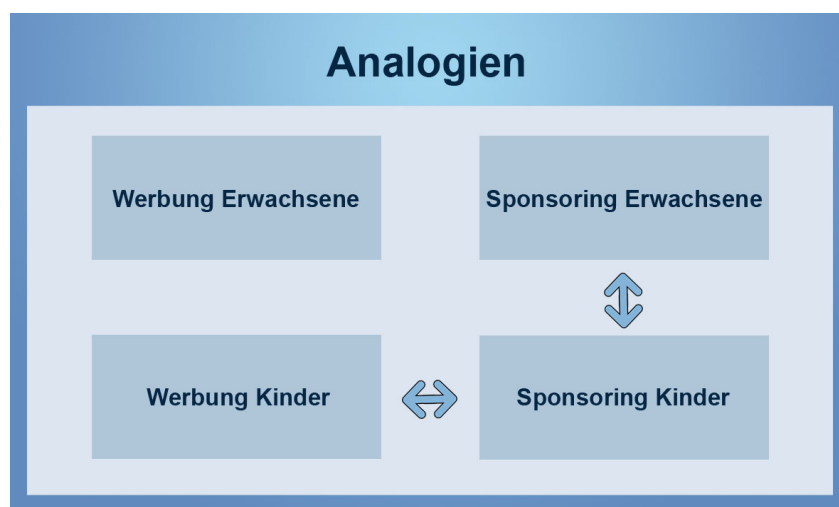 Analogien
Werbung Erwachsene
Sponsoring Erwachsene
Werbung Kinder
Sponsoring Kinder